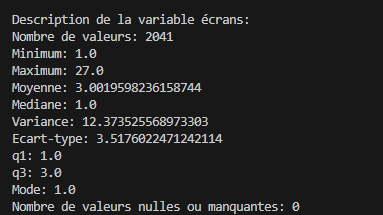 Description de la variable écrans:
Nombre de valeurs: 2041
Minimum: 1.0
Maximum: 27.0
Moyenne: 3.0019598236158744
Mediane: 1.0
Variance: 12.373525568973303
Ecart-type: 3.5176022471242114
q1: 1.0
q3: 3.0
Mode: 1.0
Nombre de valeurs nulles ou manquantes: 0